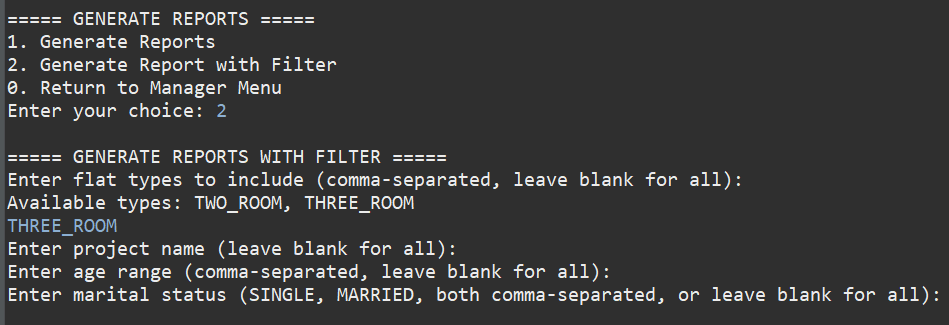 ===== GENERATE REPORTS =====
1. Generate Reports
2. Generate Report with Filter
0. Return to Manager Menu
Enter your choice: 2
===== GENERATE REPORTS WITH FILTER =====
Enter flat types to include (comma-separated, leave blank for all):
Available types: TWO_ROOM, THREE_ROOM
THREE_ROOM
Enter project name (leave blank for all):
Enter age range (comma-separated, leave blank for all):
Enter marital status (SINGLE, MARRIED, both comma-separated, or leave blank for all):